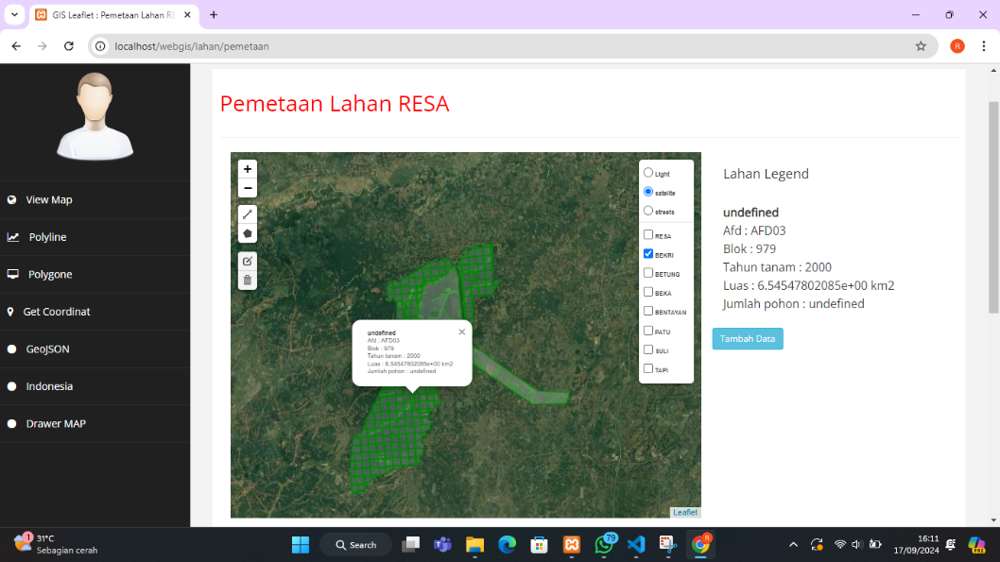 GIS Leaflet : Pemetaan Lahan RE
localhost/webgis/lahan/pemetaan
R
View Map
Polyline
Polygone
Get Coordinat
GeoJSON
Indonesia
Drawer MAP
Pemetaan Lahan RESA
+
−
undefined
Afd : AFD03
Blok : 979
Tahun tanam : 2000
Luas : 6.54547802085e+00 km2
Jumlah pohon : undefined
Light
satelite
streets
RESA
BEKRI
BETUNG
BEKA
BENTAYAN
PATU
SULI
TAPI
Leaflet
Lahan Legend
undefined
Afd : AFD03
Blok : 979
Tahun tanam : 2000
Luas : 6.54547802085e+00 km2
Jumlah pohon : undefined
Tambah Data
1
31°C
Sebagian cerah
Search
79
R
16:11
17/09/2024
PRE